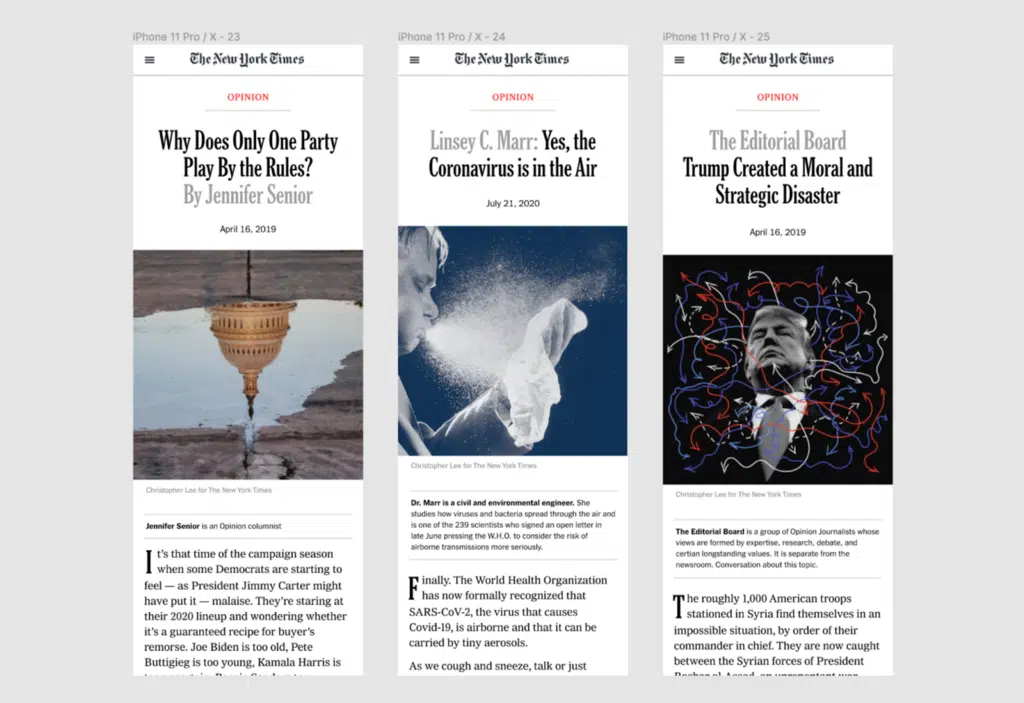 iPhone 11 Pro / X - 23
The New York Times
OPINION
Why Does Only One Party
Play By the Rules?
By Jennifer Senior
April 16, 2019
Christopher Lee for The New York Times
Jennifer Senior is an Opinion columnist
It's that time of the campaign season
when some Democrats are starting to
feel — as President Jimmy Carter might
have put it — malaise. They're staring at
their 2020 lineup and wondering whether
it's a guaranteed recipe for buyer's
remorse. Joe Biden is too old, Pete
Buttigieg is too young, Kamala Harris is
iPhone 11 Pro / X - 24
The New York Times
OPINION
Linsey C. Marr: Yes, the
Coronavirus is in the Air
July 21, 2020
Christopher Lee for The New York Times
Dr. Marr is a civil and environmental engineer. She
studies how viruses and bacteria spread through the air and
is one of the 239 scientists who signed an open letter in
late June pressing the W.H.O. to consider the risk of
airborne transmissions more seriously.
Finally. The World Health Organization
has now formally recognized that
SARS-CoV-2, the virus that causes
Covid-19, is airborne and that it can be
carried by tiny aerosols.
As we cough and sneeze, talk or just
iPhone 11 Pro / X - 25
The New York Times
OPINION
The Editorial Board
Trump Created a Moral and
Strategic Disaster
April 16, 2019
Christopher Lee for The New York Times
The Editorial Board is a group of Opinion Journalists whose
views are formed by expertise, research, debate, and
certian longstanding values. It is separate from the
newsroom. Conversation about this topic.
The roughly 1,000 American troops
stationed in Syria find themselves in an
impossible situation, by order of their
commander in chief. They are now caught
between the Syrian forces of President